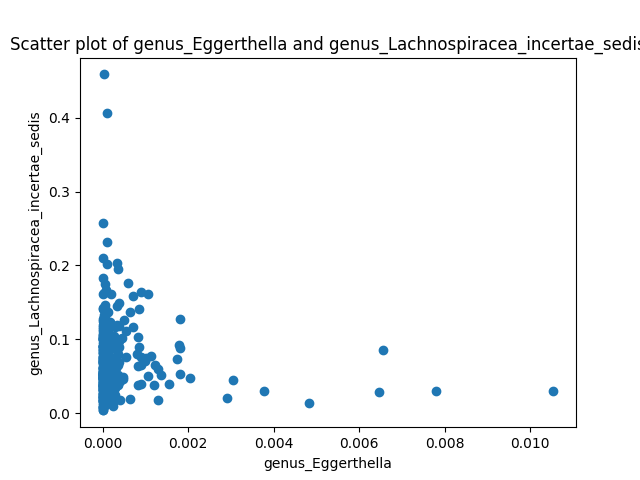 Scatter plot of genus_Eggerthella and genus_Lachnospiracea_incertae_sedis
0.4
0.3
0.2
0.1
0.0
genus_Lachnospiracea_incertae_sedis
0.000 0.002 0.004 0.006 0.008 0.010
genus_Eggerthella